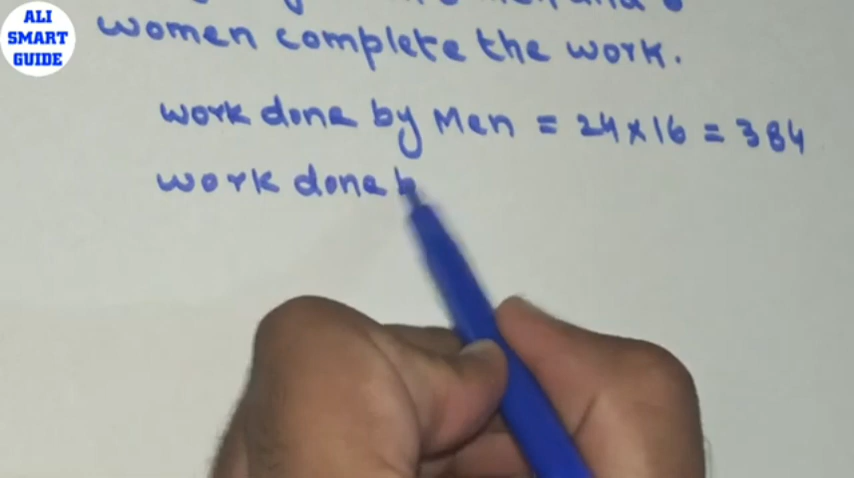 ALI
SMART
GUIDE
women complete the work.
work done by Men = 24 x 16 = 384
work done b